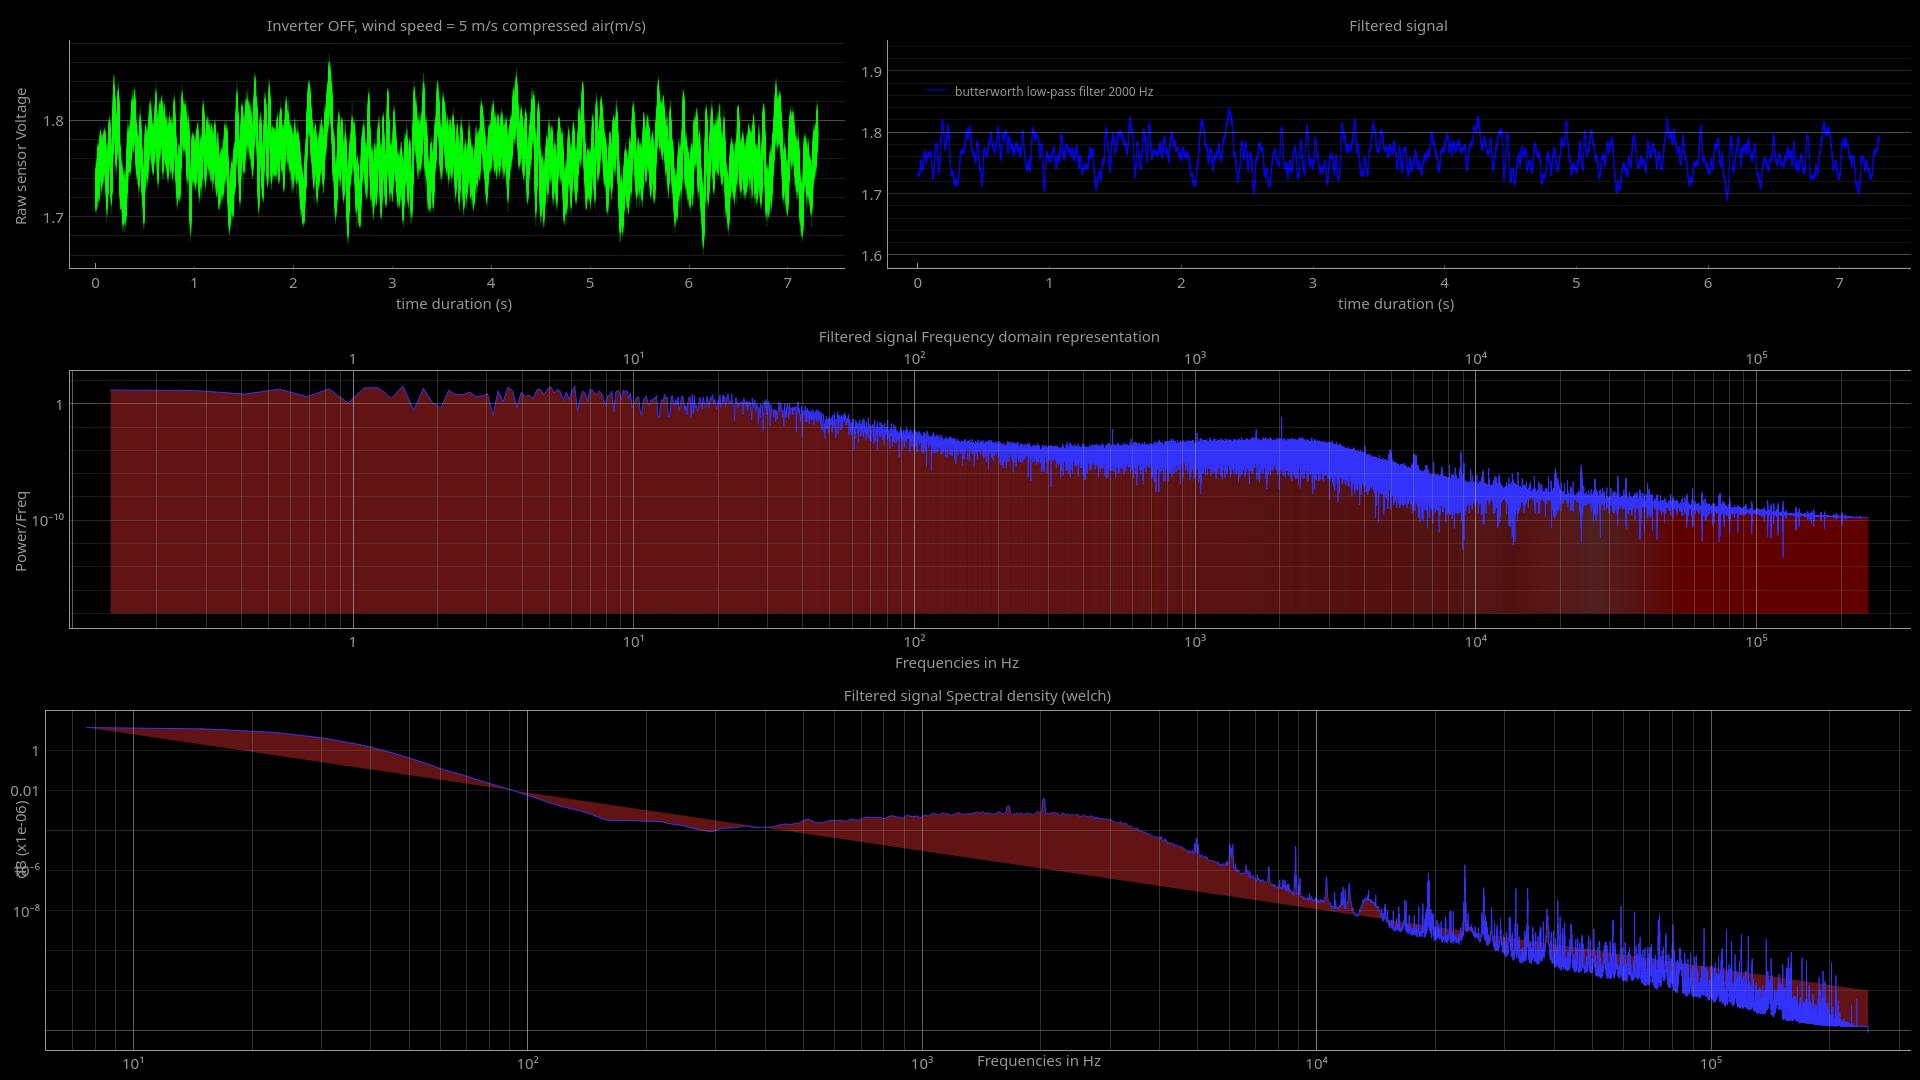 Inverter OFF, wind speed = 5 m/s compressed air(m/s)
Raw sensor Voltage
1.8
1.7
0 1 2 3 4 5 6 7
time duration (s)
Filtered signal
butterworth low-pass filter 2000 Hz
1.9
1.8
1.7
1.6
0 1 2 3 4 5 6 7
time duration (s)
Filtered signal Frequency domain representation
1 10¹ 10² 10³ 10⁴ 10⁵
Power/Freq
1
10⁻¹⁰
1 10¹ 10² 10³ 10⁴ 10⁵
Frequencies in Hz
Filtered signal Spectral density (welch)
dB (x1e-06)
1
0.01
10⁻⁸
10¹ 10² 10³ 10⁴ 10⁵
Frequencies in Hz